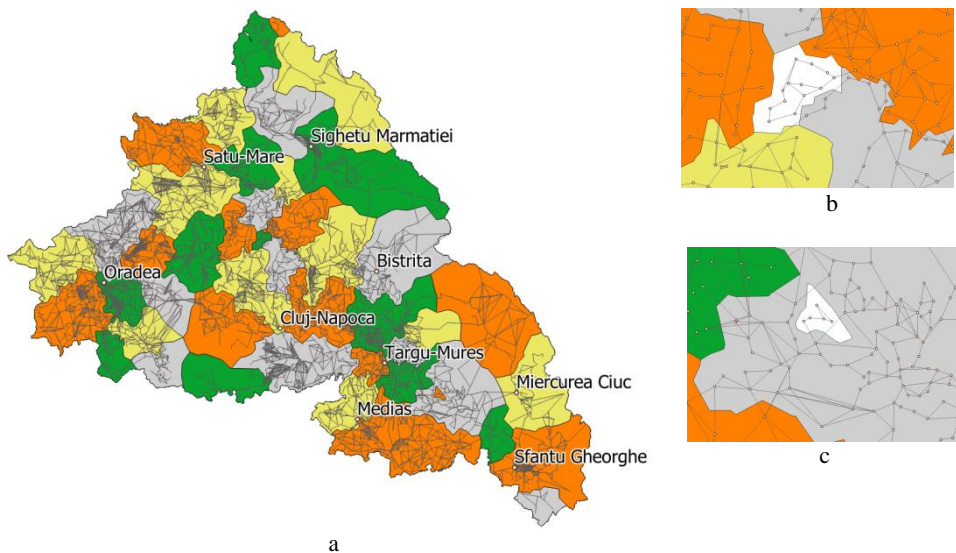 Sighetu Marmatiei
Satu-Mare
Bistrita
Oradea
Cluj-Napoca
Targu-Mures
Miercurea Ciuc
Medias
Sfantu Gheorghe
a
b
c